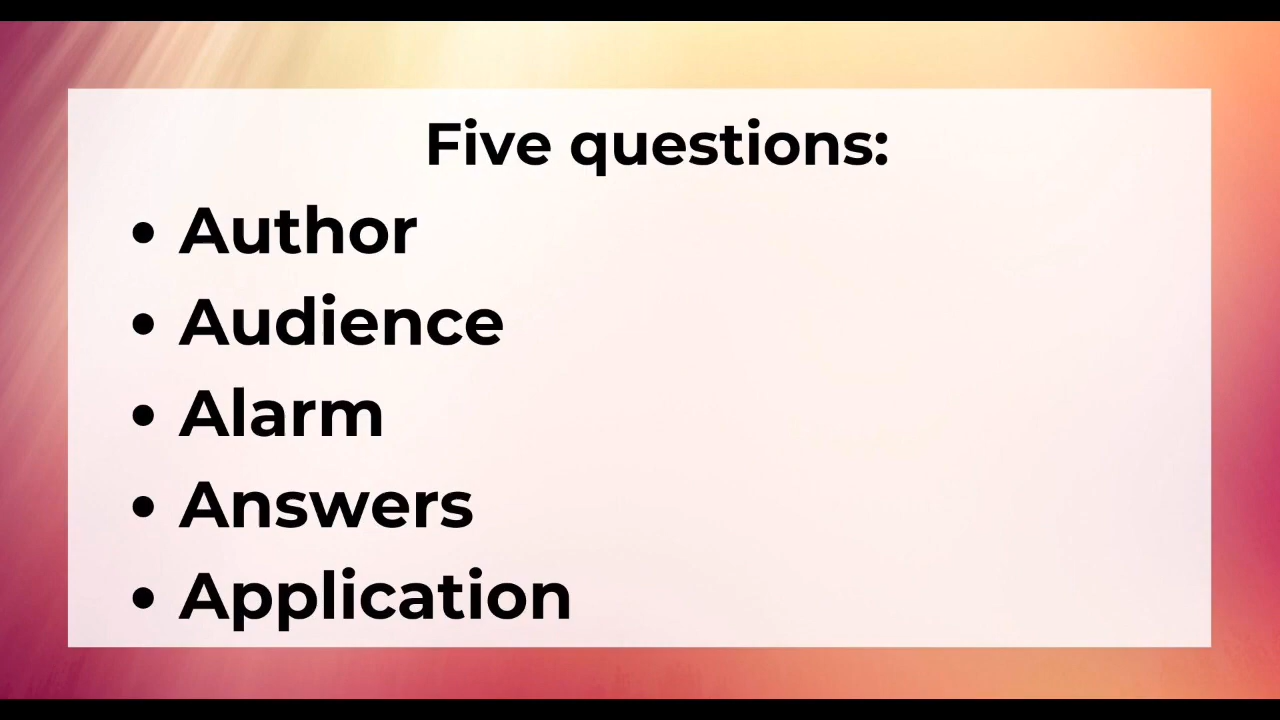 Five questions:
• Author
• Audience
• Alarm
• Answers
• Application